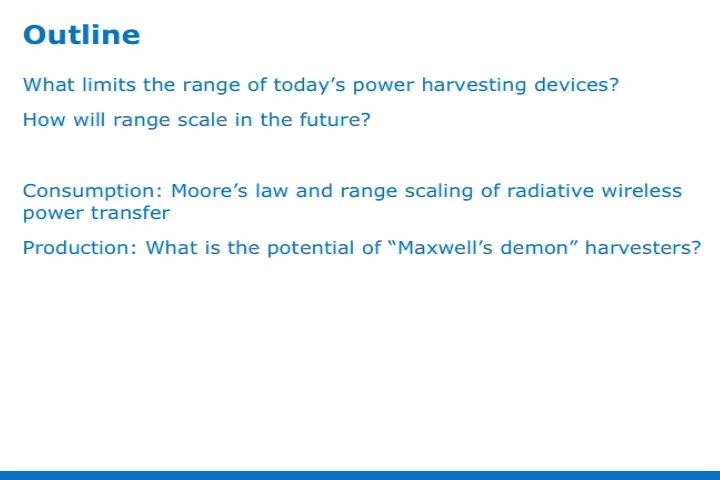 Outline
What limits the range of today’s power harvesting devices?
How will range scale in the future?
Consumption: Moore’s law and range scaling of radiative wireless
power transfer
Production: What is the potential of “Maxwell’s demon” harvesters?